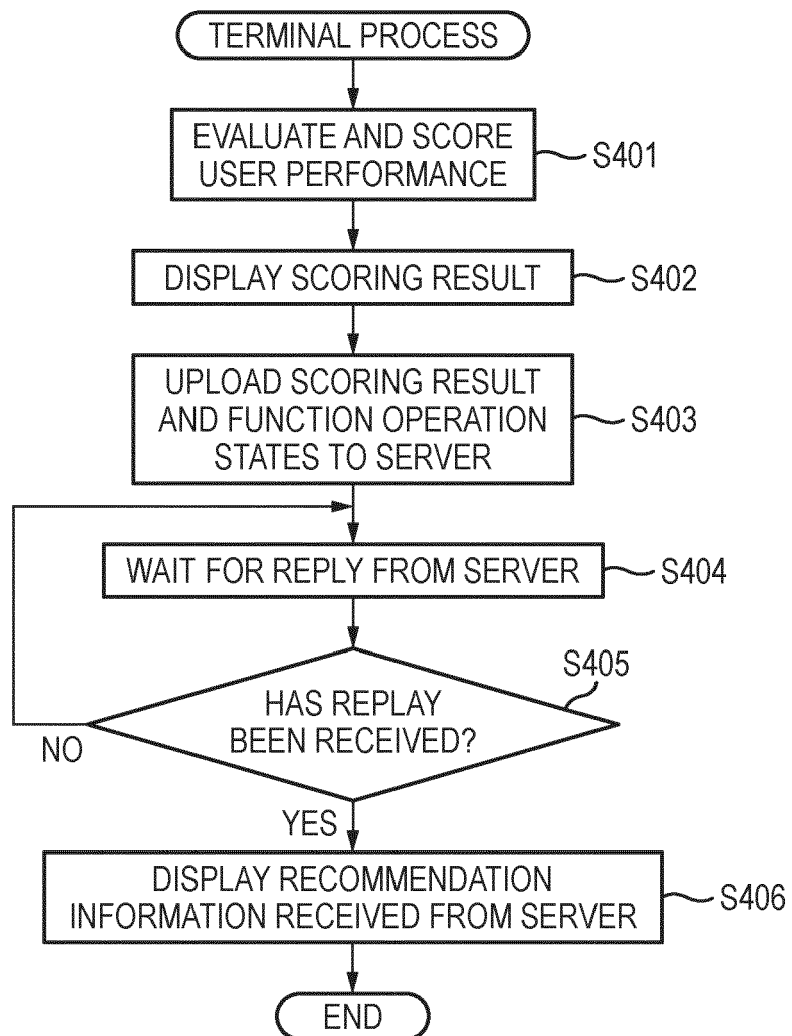 TERMINAL PROCESS
EVALUATE AND SCORE
USER PERFORMANCE
S401
DISPLAY SCORING RESULT
S402
UPLOAD SCORING RESULT
AND FUNCTION OPERATION
STATES TO SERVER
S403
WAIT FOR REPLY FROM SERVER
S404
S405
HAS REPLAY
BEEN RECEIVED?
NO
YES
DISPLAY RECOMMENDATION
INFORMATION RECEIVED FROM SERVER
S406
END